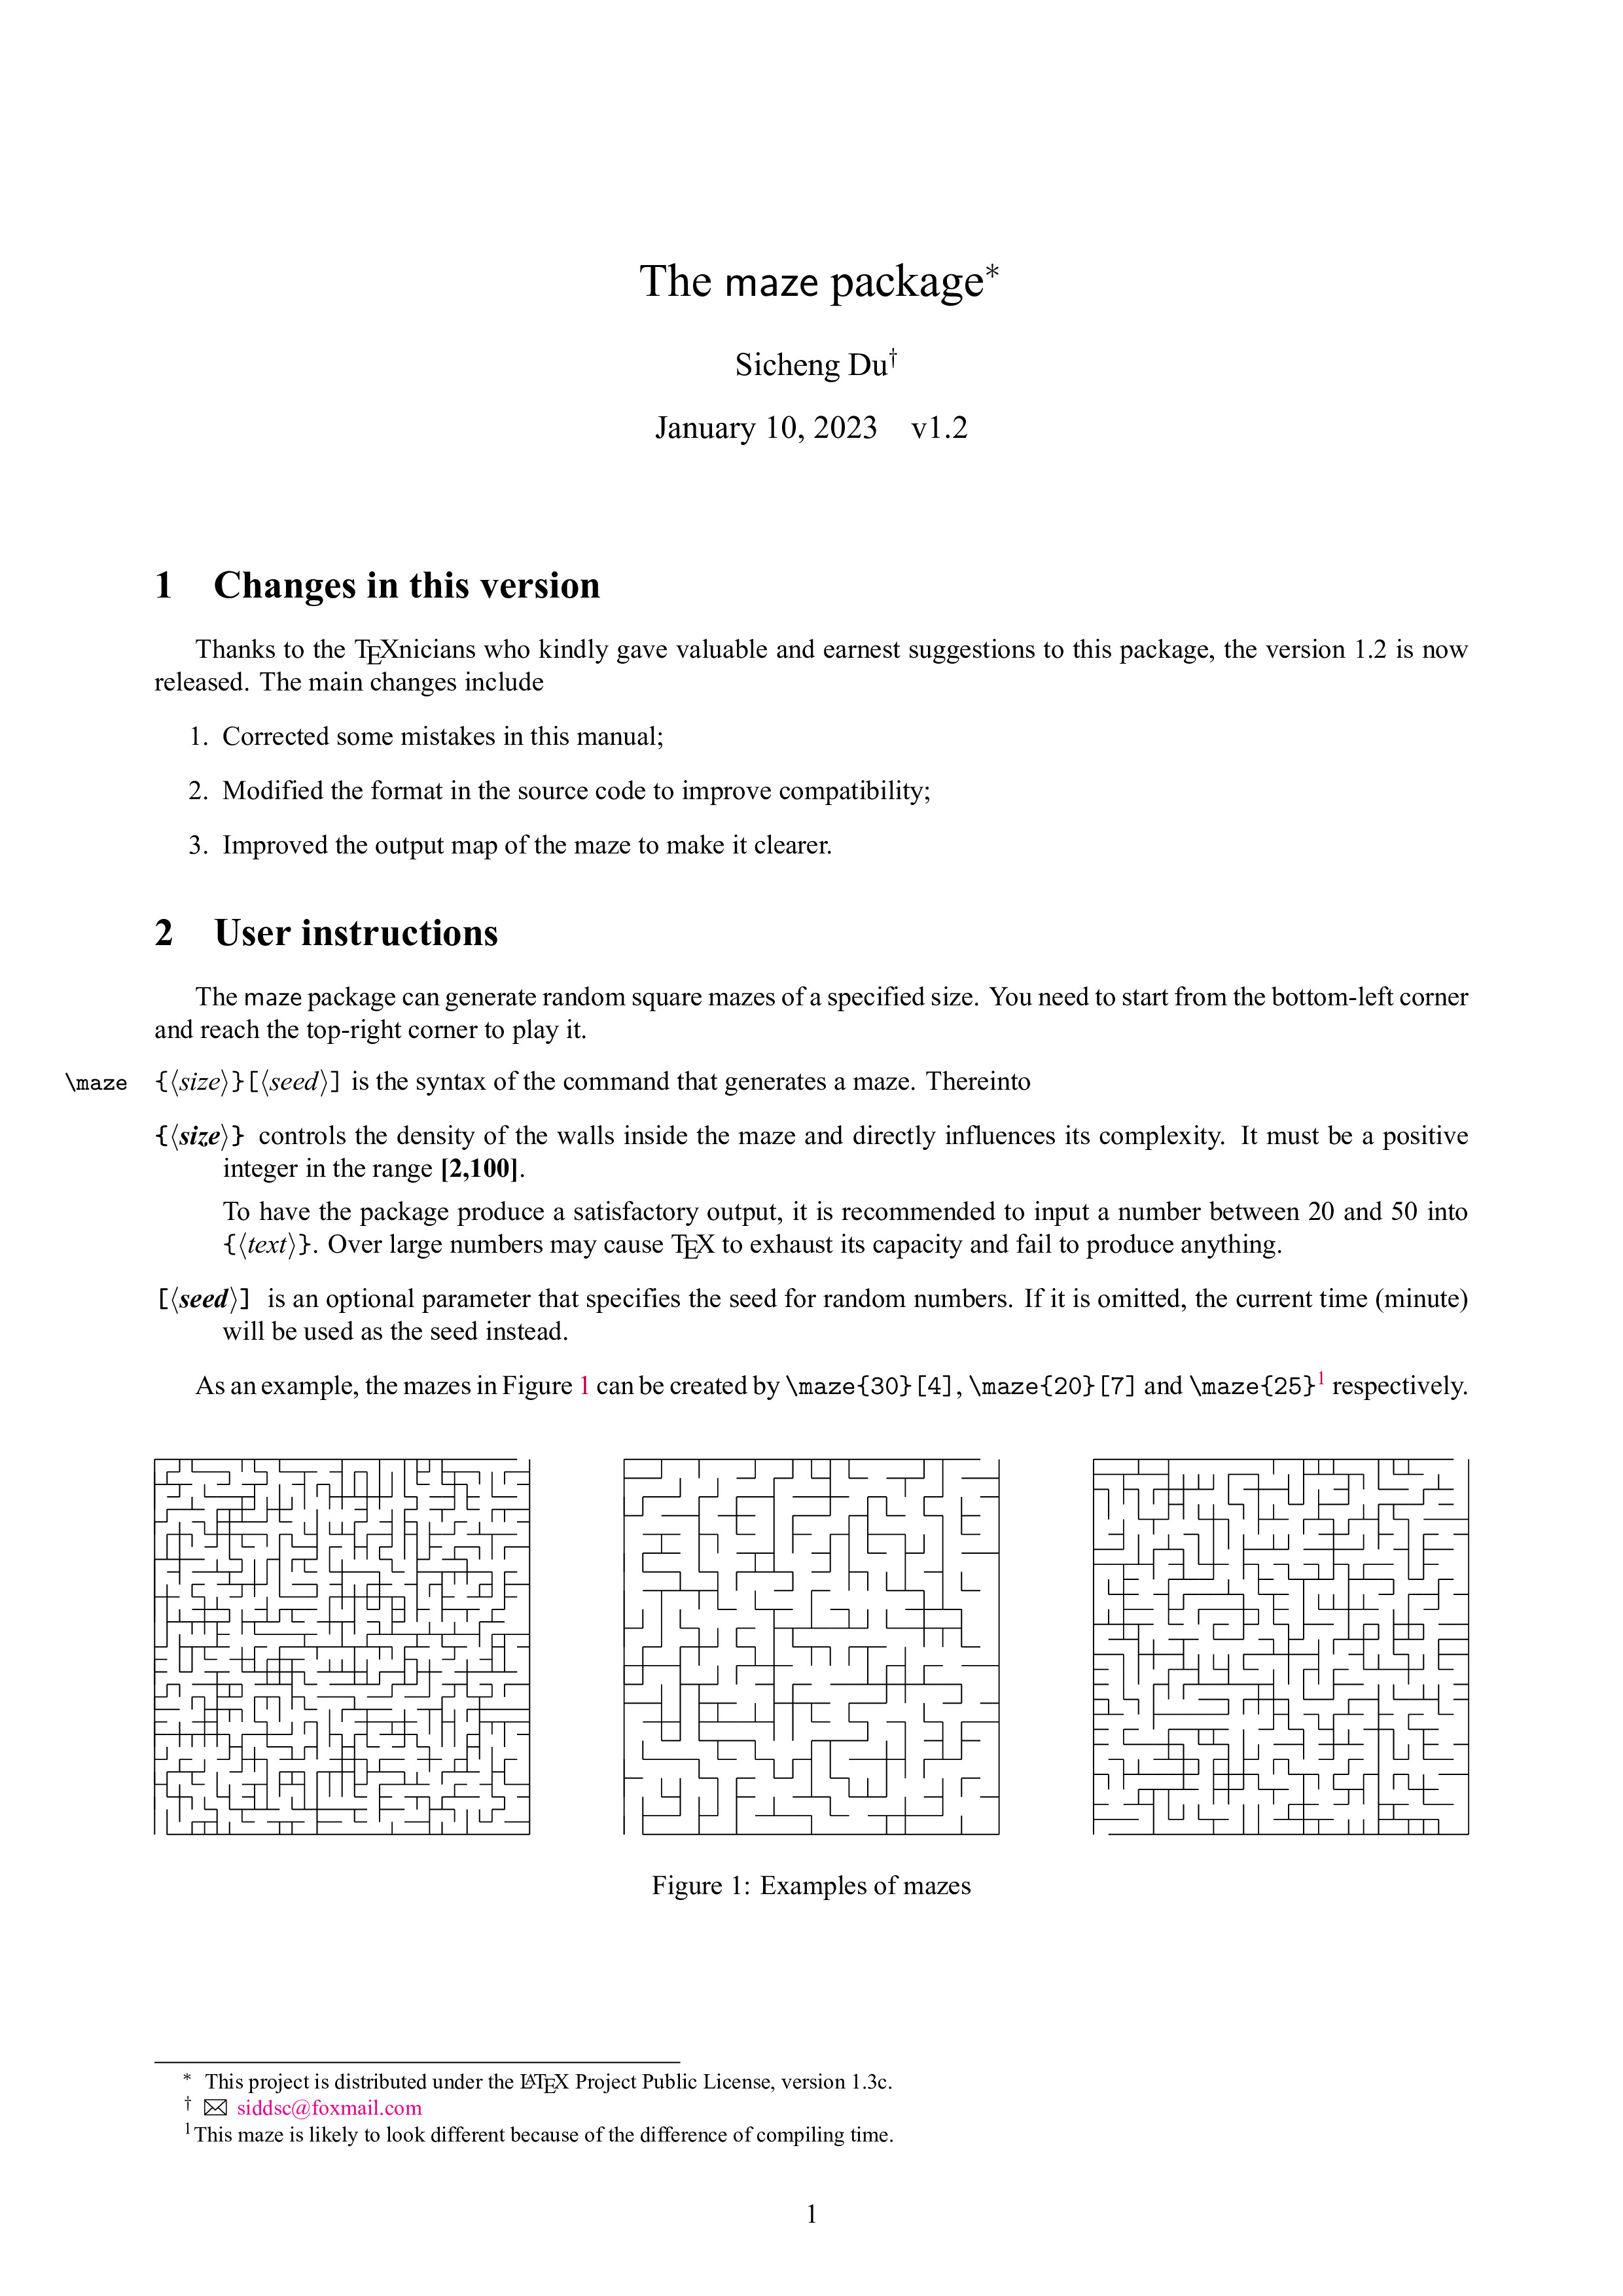 The maze package*
Sicheng Du†
January 10, 2023 v1.2
1 Changes in this version
Thanks to the TEXnicians who kindly gave valuable and earnest suggestions to this package, the version 1.2 is now
released. The main changes include
1. Corrected some mistakes in this manual;
2. Modified the format in the source code to improve compatibility;
3. Improved the output map of the maze to make it clearer.
2 User instructions
The maze package can generate random square mazes of a specified size. You need to start from the bottom-left corner
and reach the top-right corner to play it.
\maze {⟨size⟩}[⟨seed⟩] is the syntax of the command that generates a maze. Thereinto
{⟨size⟩} controls the density of the walls inside the maze and directly influences its complexity. It must be a positive
integer in the range [2,100].
To have the package produce a satisfactory output, it is recommended to input a number between 20 and 50 into
{⟨text⟩}. Over large numbers may cause TEX to exhaust its capacity and fail to produce anything.
[⟨seed⟩] is an optional parameter that specifies the seed for random numbers. If it is omitted, the current time (minute)
will be used as the seed instead.
As an example, the mazes in Figure 1 can be created by \maze{30}[4], \maze{20}[7] and \maze{25}1 respectively.
Figure 1: Examples of mazes
* This project is distributed under the LATEX Project Public License, version 1.3c.
† ✉ siddsc@foxmail.com
1 This maze is likely to look different because of the difference of compiling time.
1